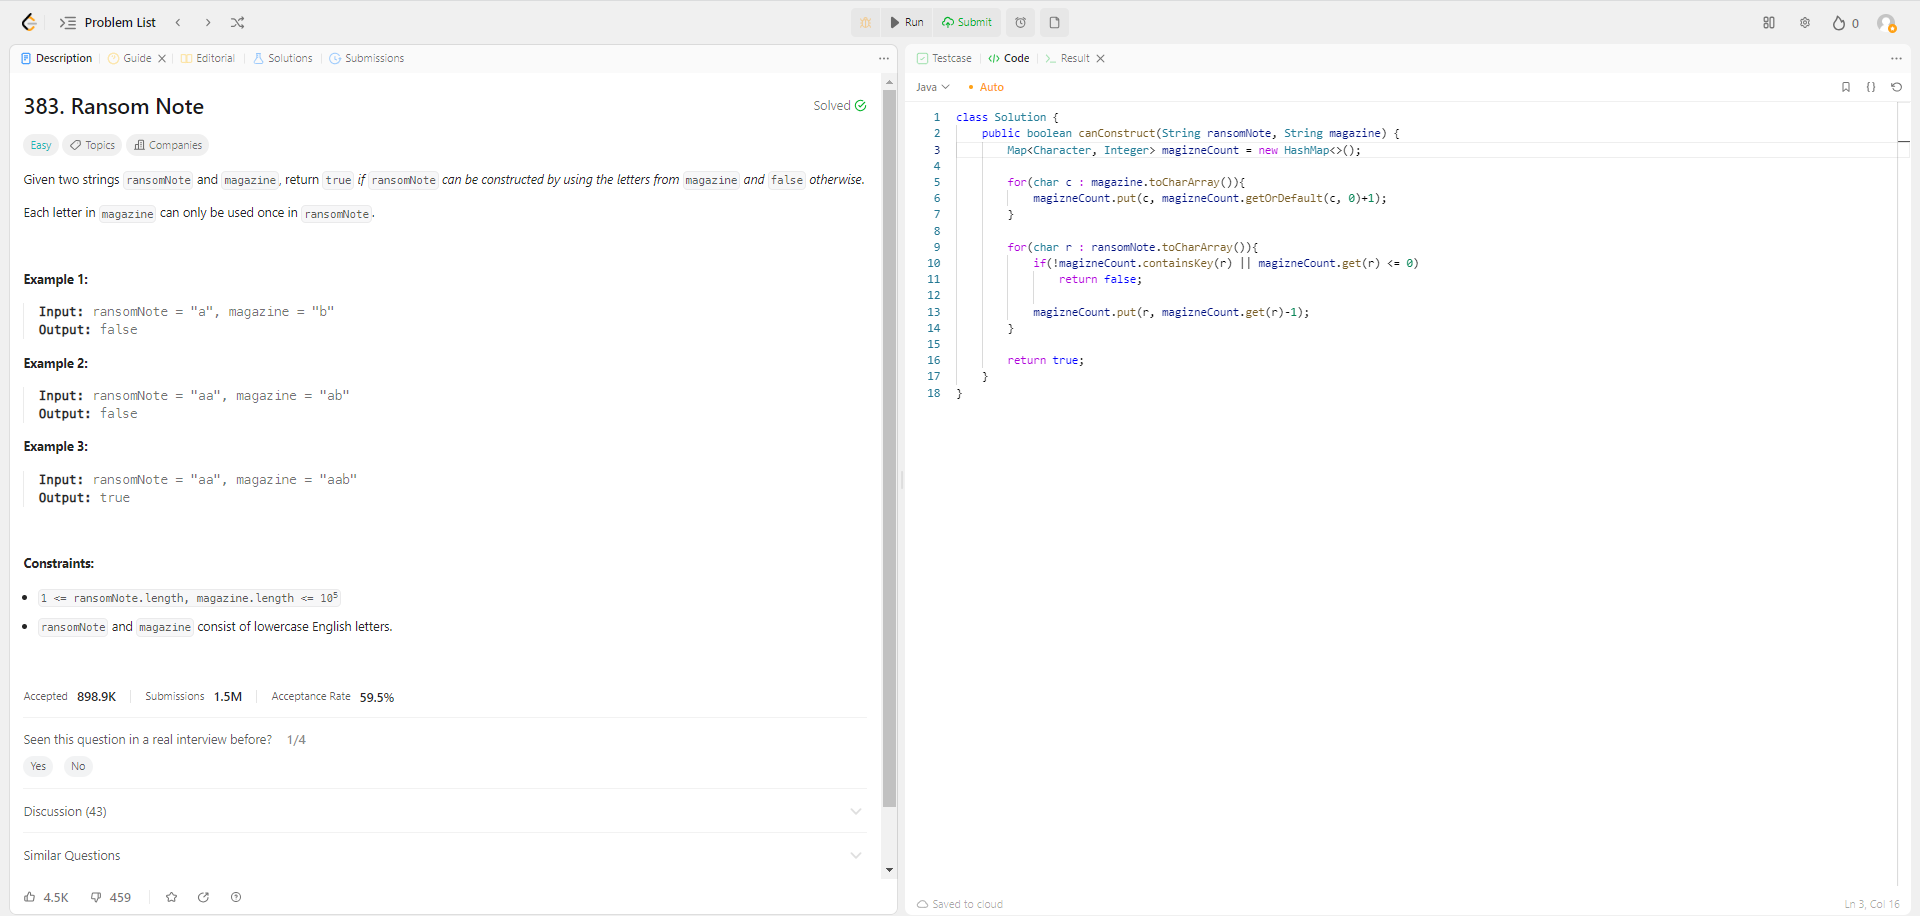 Problem List
Run
Submit
0
Description
Guide
Editorial
Solutions
Submissions
383. Ransom Note
Solved
Easy
Topics
Companies
Given two strings ransomNote and magazine, return true if ransomNote can be constructed by using the letters from magazine and false otherwise.
Each letter in magazine can only be used once in ransomNote.
Example 1:
Input: ransomNote = "a", magazine = "b"
Output: false
Example 2:
Input: ransomNote = "aa", magazine = "ab"
Output: false
Example 3:
Input: ransomNote = "aa", magazine = "aab"
Output: true
Constraints:
1 <= ransomNote.length, magazine.length <= 10⁵
ransomNote and magazine consist of lowercase English letters.
Accepted 898.9K
Submissions 1.5M
Acceptance Rate 59.5%
Seen this question in a real interview before? 1/4
Yes
No
Discussion (43)
Similar Questions
4.5K
459
Testcase
Code
Result
Java
Auto
1 class Solution {
2 public boolean canConstruct(String ransomNote, String magazine) {
3 Map<Character, Integer> magizneCount = new HashMap<>();
4
5 for(char c : magazine.toCharArray()){
6 magizneCount.put(c, magizneCount.getOrDefault(c, 0)+1);
7 }
8
9 for(char r : ransomNote.toCharArray()){
10 if(!magizneCount.containsKey(r) || magizneCount.get(r) <= 0)
11 return false;
12
13 magizneCount.put(r, magizneCount.get(r)-1);
14 }
15
16 return true;
17 }
18 }
Saved to cloud
Ln 3, Col 16